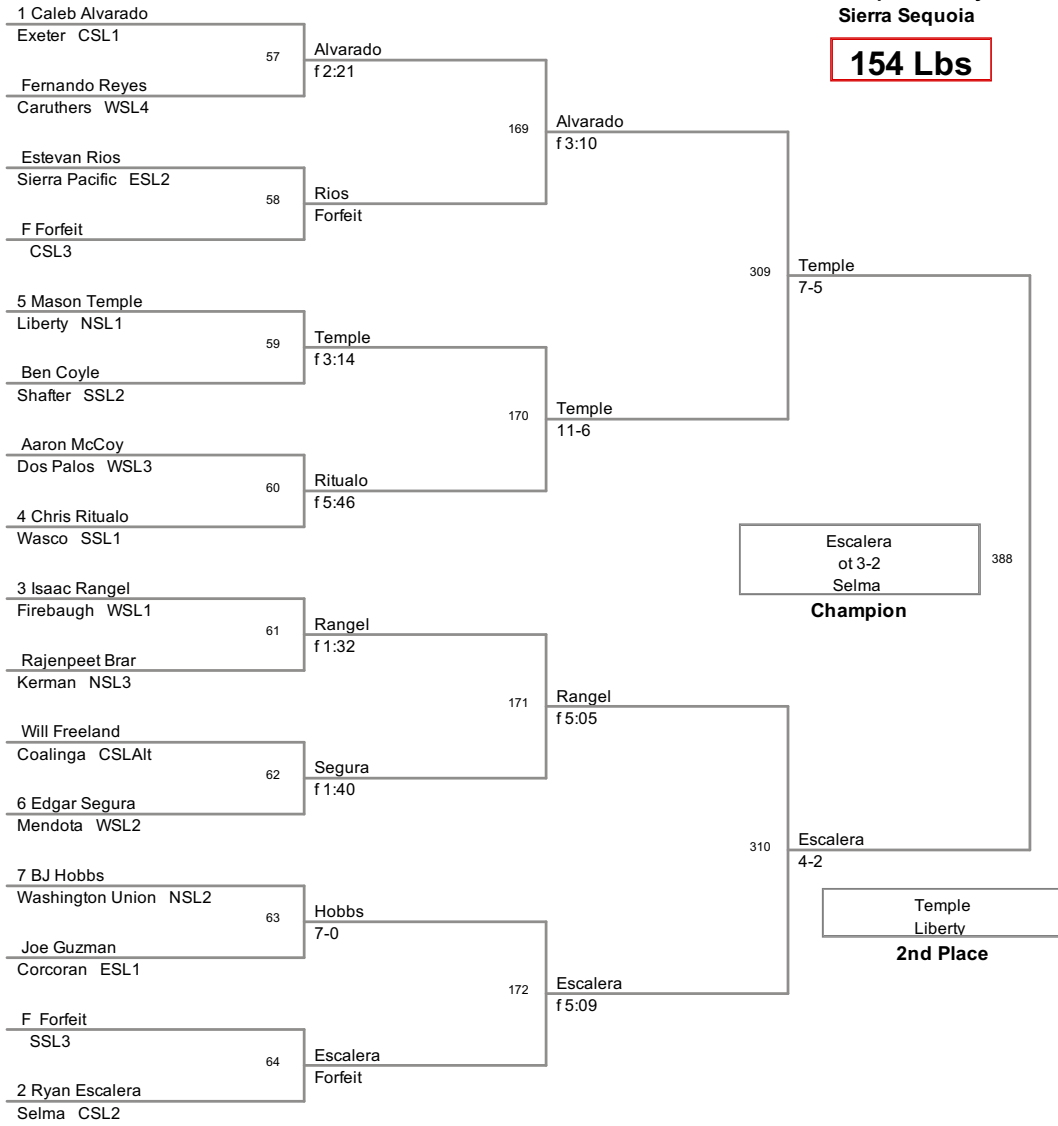 Sierra Sequoia
154 Lbs
1 Caleb Alvarado
Exeter CSL1
57
Alvarado
f 2:21
Fernando Reyes
Caruthers WSL4
169
Alvarado
f 3:10
Estevan Rios
Sierra Pacific ESL2
58
Rios
Forfeit
F Forfeit
CSL3
309
Temple
7-5
5 Mason Temple
Liberty NSL1
59
Temple
f 3:14
Ben Coyle
Shafter SSL2
170
Temple
11-6
Aaron McCoy
Dos Palos WSL3
60
Ritualo
f 5:46
4 Chris Ritualo
Wasco SSL1
Escalera
ot 3-2
Selma
388
Champion
3 Isaac Rangel
Firebaugh WSL1
61
Rangel
f 1:32
Rajenpeet Brar
Kerman NSL3
171
Rangel
f 5:05
Will Freeland
Coalinga CSLAlt
62
Segura
f 1:40
6 Edgar Segura
Mendota WSL2
310
Escalera
4-2
7 BJ Hobbs
Washington Union NSL2
63
Hobbs
7-0
Temple
Liberty
2nd Place
Joe Guzman
Corcoran ESL1
172
Escalera
f 5:09
F Forfeit
SSL3
64
Escalera
Forfeit
2 Ryan Escalera
Selma CSL2